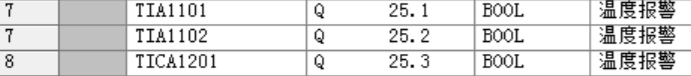 7 TIA1101 Q 25.1 BOOL 温度报警
7 TIA1102 Q 25.2 BOOL 温度报警
8 TICA1201 Q 25.3 BOOL 温度报警